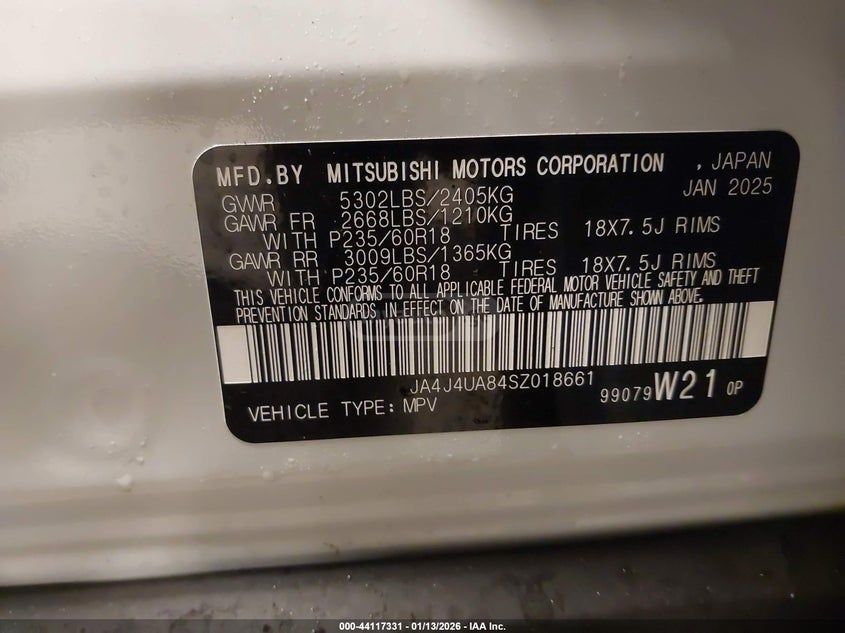 MFD.BY MITSUBISHI MOTORS CORPORATION , JAPAN
GVWR 5302LBS/2405KG JAN 2025
GAWR FR 2668LBS/1210KG
WITH P235/60R18 TIRES 18X7.5J RIMS
GAWR RR 3009LBS/1365KG
WITH P235/60R18 TIRES 18X7.5J RIMS
THIS VEHICLE CONFORMS TO ALL APPLICABLE FEDERAL MOTOR VEHICLE SAFETY AND THEFT
PREVENTION STANDARDS IN EFFECT ON THE DATE OF MANUFACTURE SHOWN ABOVE.
JA4J4UA84SZ018661
VEHICLE TYPE: MPV 99079 W21 0P
000-44117331 - 01/13/2026 - IAA Inc.